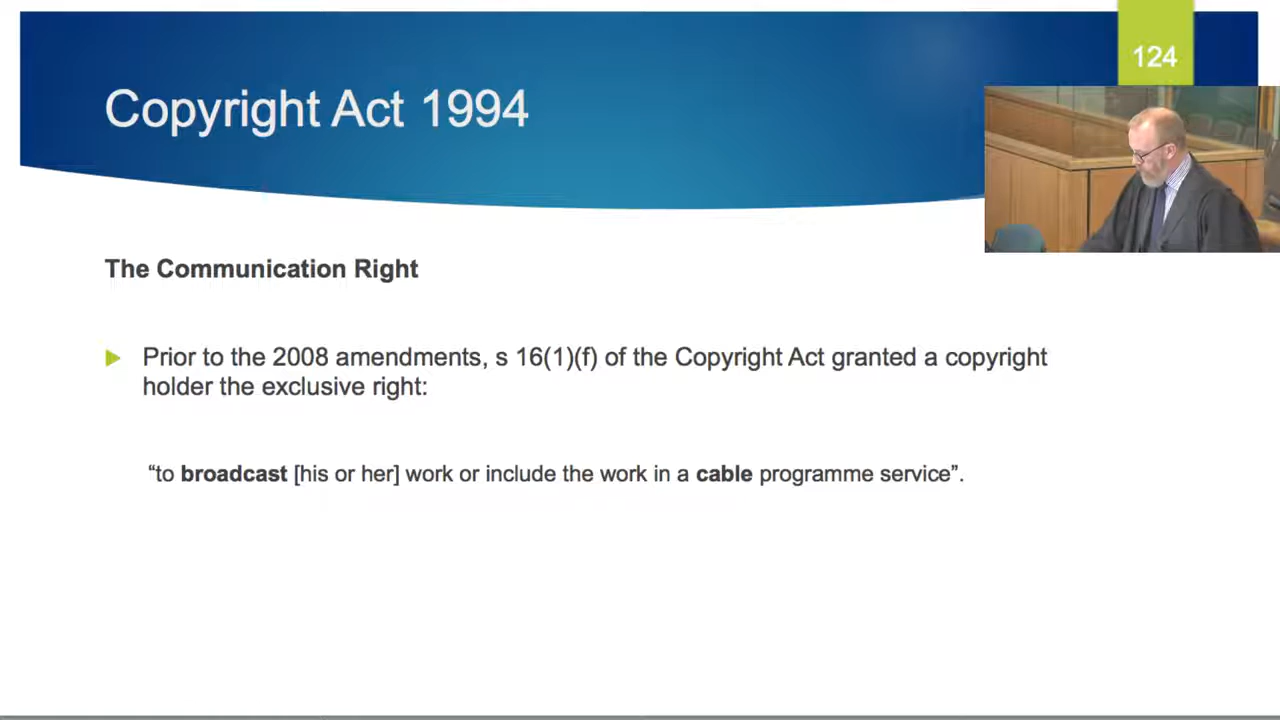 124
Copyright Act 1994
The Communication Right
Prior to the 2008 amendments, s 16(1)(f) of the Copyright Act granted a copyright
holder the exclusive right:
“to broadcast [his or her] work or include the work in a cable programme service”.